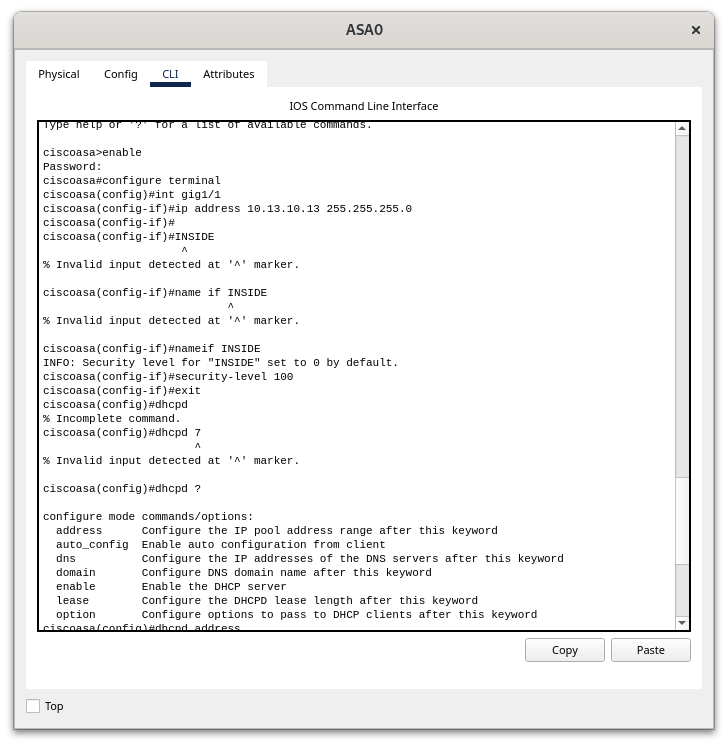 ASA0
Physical Config CLI Attributes
IOS Command Line Interface
Type help or '?' for a list of available commands.
ciscoasa>enable
Password:
ciscoasa#configure terminal
ciscoasa(config)#int gig1/1
ciscoasa(config-if)#ip address 10.13.10.13 255.255.255.0
ciscoasa(config-if)#
ciscoasa(config-if)#INSIDE
^
% Invalid input detected at '^' marker.
ciscoasa(config-if)#name if INSIDE
^
% Invalid input detected at '^' marker.
ciscoasa(config-if)#nameif INSIDE
INFO: Security level for "INSIDE" set to 0 by default.
ciscoasa(config-if)#security-level 100
ciscoasa(config-if)#exit
ciscoasa(config)#dhcpd
% Incomplete command.
ciscoasa(config)#dhcpd 7
^
% Invalid input detected at '^' marker.
ciscoasa(config)#dhcpd ?
configure mode commands/options:
address Configure the IP pool address range after this keyword
auto_config Enable auto configuration from client
dns Configure the IP addresses of the DNS servers after this keyword
domain Configure DNS domain name after this keyword
enable Enable the DHCP server
lease Configure the DHCPD lease length after this keyword
option Configure options to pass to DHCP clients after this keyword
ciscoasa(config)#dhcpd address
Copy Paste
Top